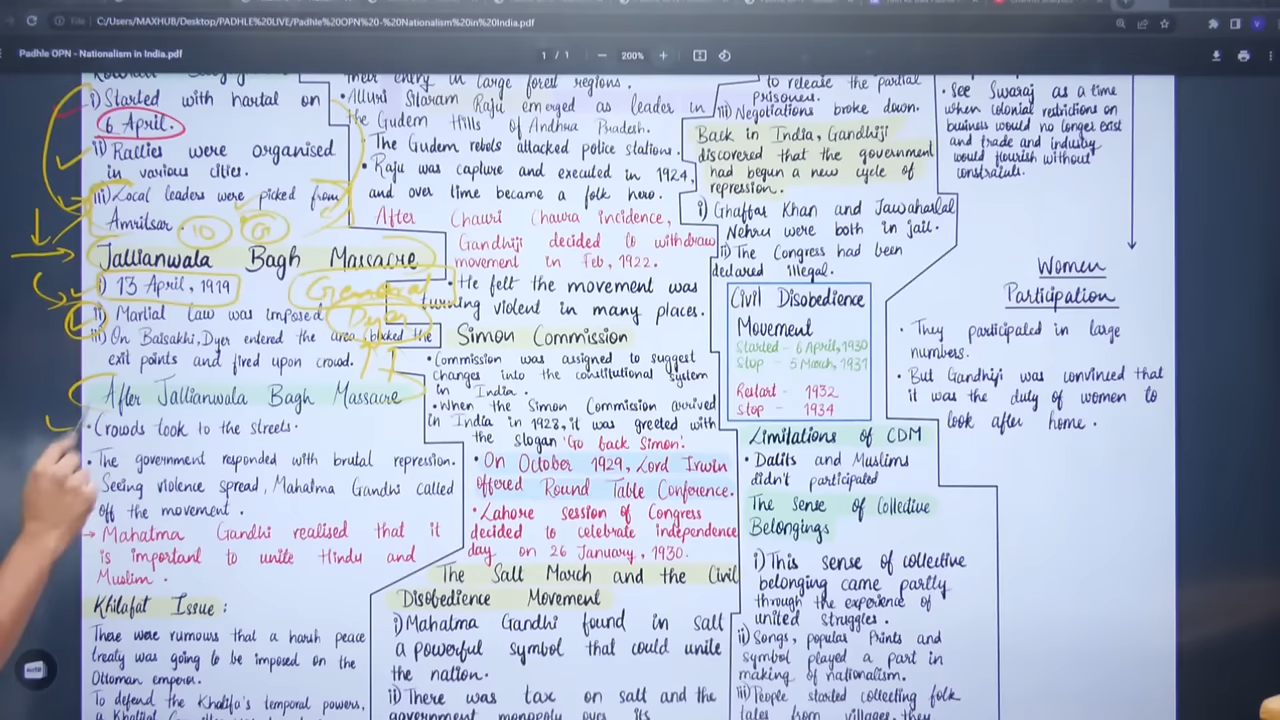 C:/Users/MAXHUB/Desktop/PADHLE%20LIVE/Padhle%20OPN%20-%20Nationalism%20in%20India.pdf
Padhle OPN - Nationalism in India.pdf
1 / 1
200%
i) Started with hartal on
6 April.
ii) Rallies were organised
in various cities.
iii) Local leaders were picked from
Amritsar.
10
Jallianwala Bagh Massacre
i) 13 April, 1919
General
Dyer
ii) Martial law was imposed
iii) On Baisakhi, Dyer entered the area, blocked the
exit points and fired upon crowd.
After Jallianwala Bagh Massacre
• Crowds took to the streets.
• The government responded with brutal repression.
Seeing violence spread, Mahatma Gandhi called
off the movement.
→ Mahatma Gandhi realised that it
is important to unite Hindu and
Muslim.
Khilafat Issue:
There were rumours that a harsh peace
treaty was going to be imposed on the
Ottoman emperor.
To defend the Khalifa's temporal powers,
their entry in large forest regions.
• Alluri Sitaram Raju emerged as leader in
the Gudem Hills of Andhra Pradesh.
The Gudem rebels attacked police stations.
• Raju was capture and executed in 1924,
and over time became a folk hero.
After Chauri Chaura incidence,
Gandhiji decided to withdraw
movement in Feb, 1922.
• He felt the movement was
turning violent in many places.
Simon Commission
• Commission was assigned to suggest
changes into the constitutional system
in India.
• When the Simon Commission arrived
in India in 1928, it was greeted with
the slogan 'Go back Simon'.
• On October 1929, Lord Irwin
offered Round Table Conference.
• Lahore session of Congress
decided to celebrate independence
day on 26 January, 1930.
The Salt March and the Civil
Disobedience Movement
i) Mahatma Gandhi found in salt
a powerful symbol that could unite
the nation.
ii) There was tax on salt and the
government monopoly over its
to release the partial
prisoners.
iii) Negotiations broke down.
Back in India, Gandhiji
discovered that the government
had begun a new cycle of
repression.
i) Ghaffar Khan and Jawaharlal
Nehru were both in jail.
ii) The Congress had been
declared illegal.
Civil Disobedience
Movement
Started - 6 April, 1930
Stop - 5 March, 1931
Restart - 1932
Stop - 1934
Limitations of CDM
• Dalits and Muslims
didn't participated
The Sense of Collective
Belongings
i) This sense of collective
belonging came partly
through the experience of
united struggles.
ii) Songs, popular Prints and
symbol played a part in
making of nationalism.
iii) People started collecting folk
tales from villages, they
• See Swaraj as a time
when colonial restrictions on
business would no longer exist
and trade and industry
would flourish without
constraints.
Women
Participation
• They participated in large
numbers.
• But Gandhiji was convinced that
it was the duty of women to
look after home.